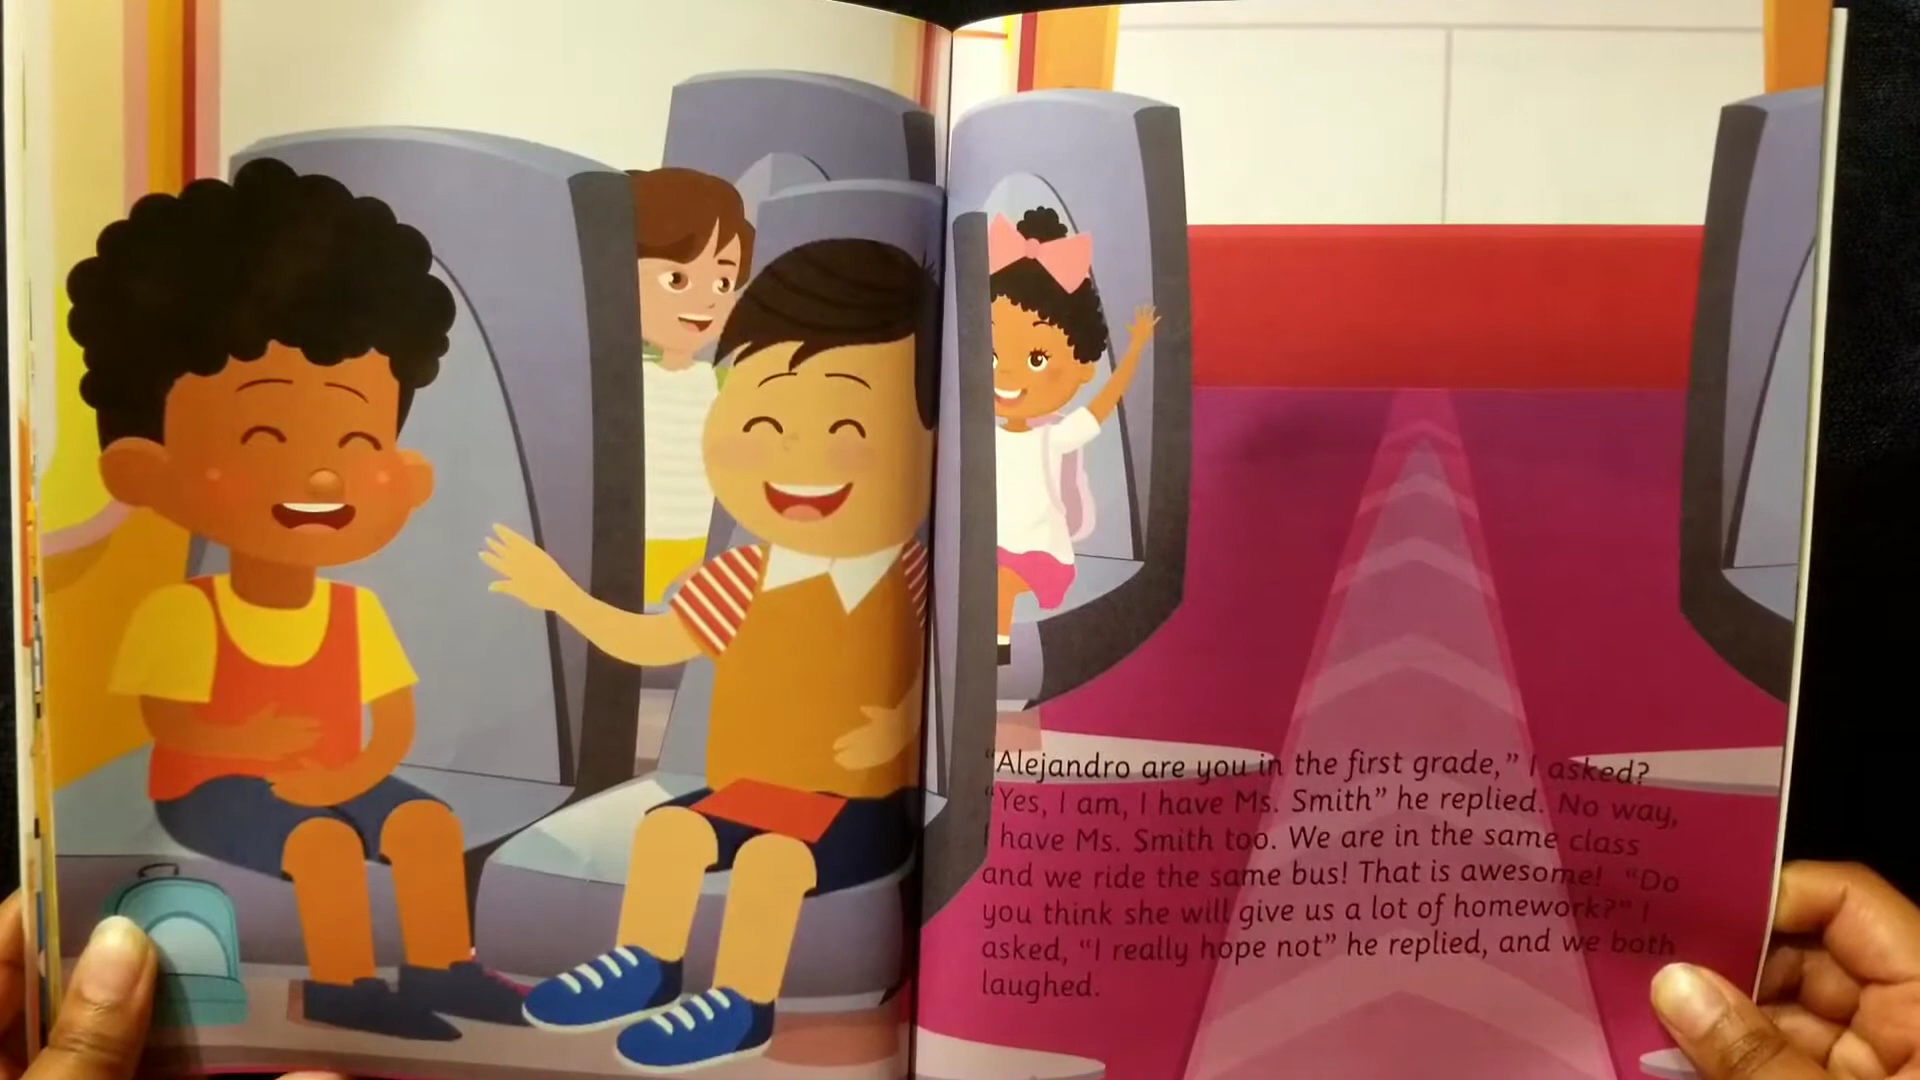 “Alejandro are you in the first grade,” I asked?
“Yes, I am, I have Ms. Smith” he replied. No way,
I have Ms. Smith too. We are in the same class
and we ride the same bus! That is awesome! “Do
you think she will give us a lot of homework?” I
asked, “I really hope not” he replied, and we both
laughed.